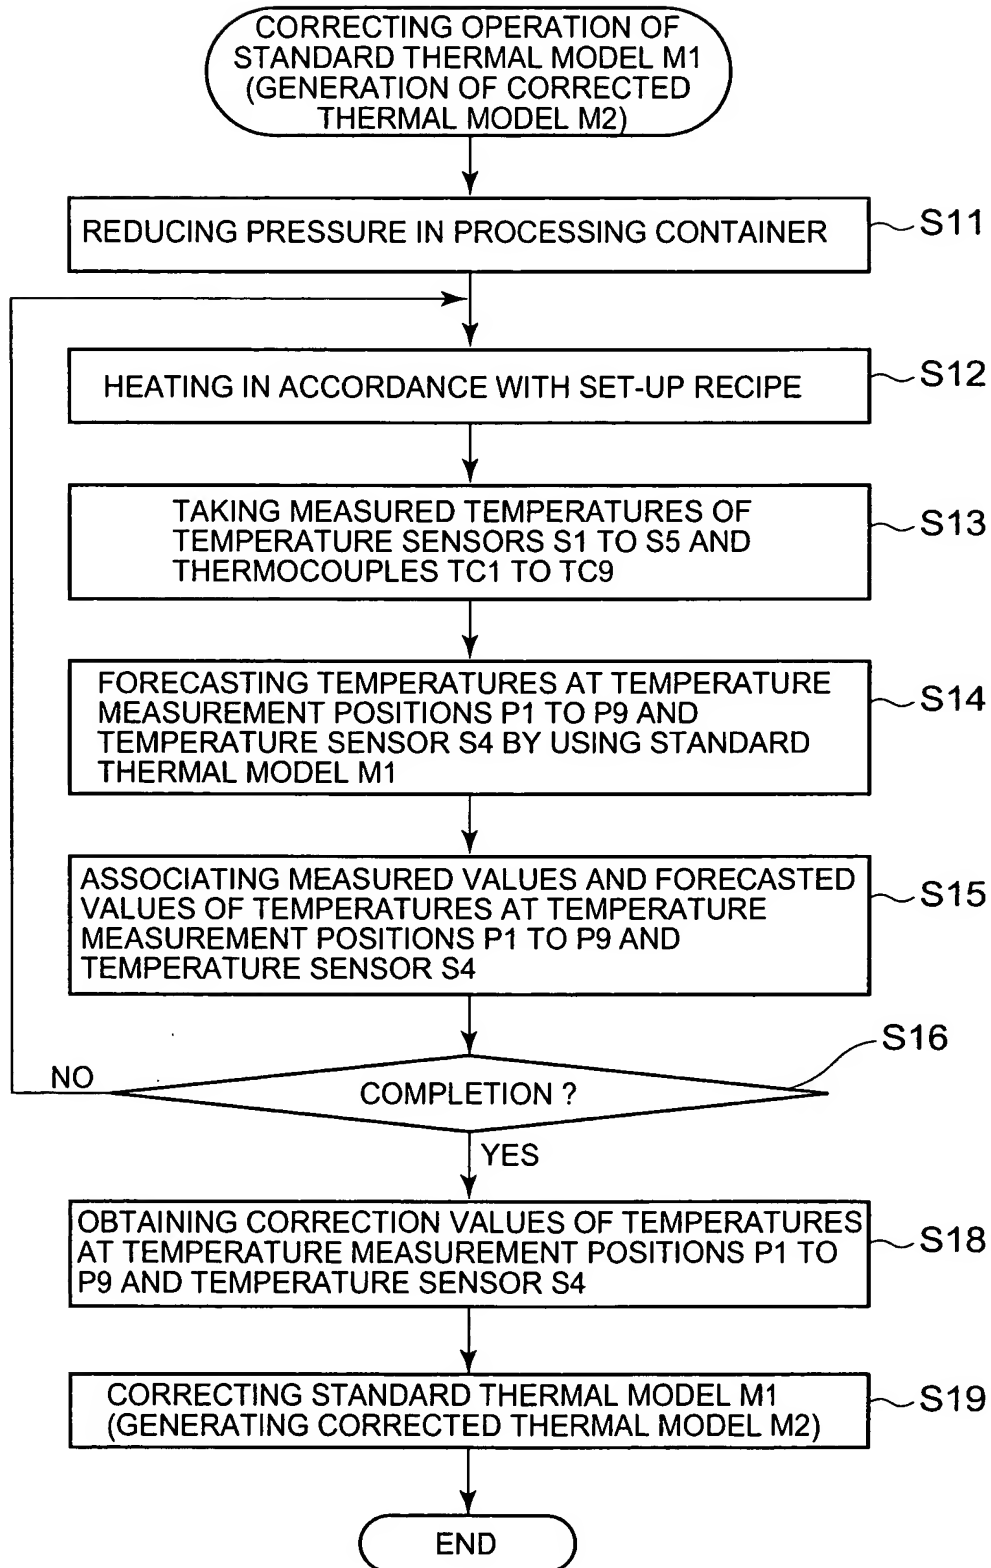 CORRECTING OPERATION OF
STANDARD THERMAL MODEL M1
(GENERATION OF CORRECTED
THERMAL MODEL M2)
REDUCING PRESSURE IN PROCESSING CONTAINER
S11
HEATING IN ACCORDANCE WITH SET-UP RECIPE
S12
TAKING MEASURED TEMPERATURES OF
TEMPERATURE SENSORS S1 TO S5 AND
THERMOCOUPLES TC1 TO TC9
S13
FORECASTING TEMPERATURES AT TEMPERATURE
MEASUREMENT POSITIONS P1 TO P9 AND
TEMPERATURE SENSOR S4 BY USING STANDARD
THERMAL MODEL M1
S14
ASSOCIATING MEASURED VALUES AND FORECASTED
VALUES OF TEMPERATURES AT TEMPERATURE
MEASUREMENT POSITIONS P1 TO P9 AND
TEMPERATURE SENSOR S4
S15
S16
NO
COMPLETION ?
YES
OBTAINING CORRECTION VALUES OF TEMPERATURES
AT TEMPERATURE MEASUREMENT POSITIONS P1 TO
P9 AND TEMPERATURE SENSOR S4
S18
CORRECTING STANDARD THERMAL MODEL M1
(GENERATING CORRECTED THERMAL MODEL M2)
S19
END